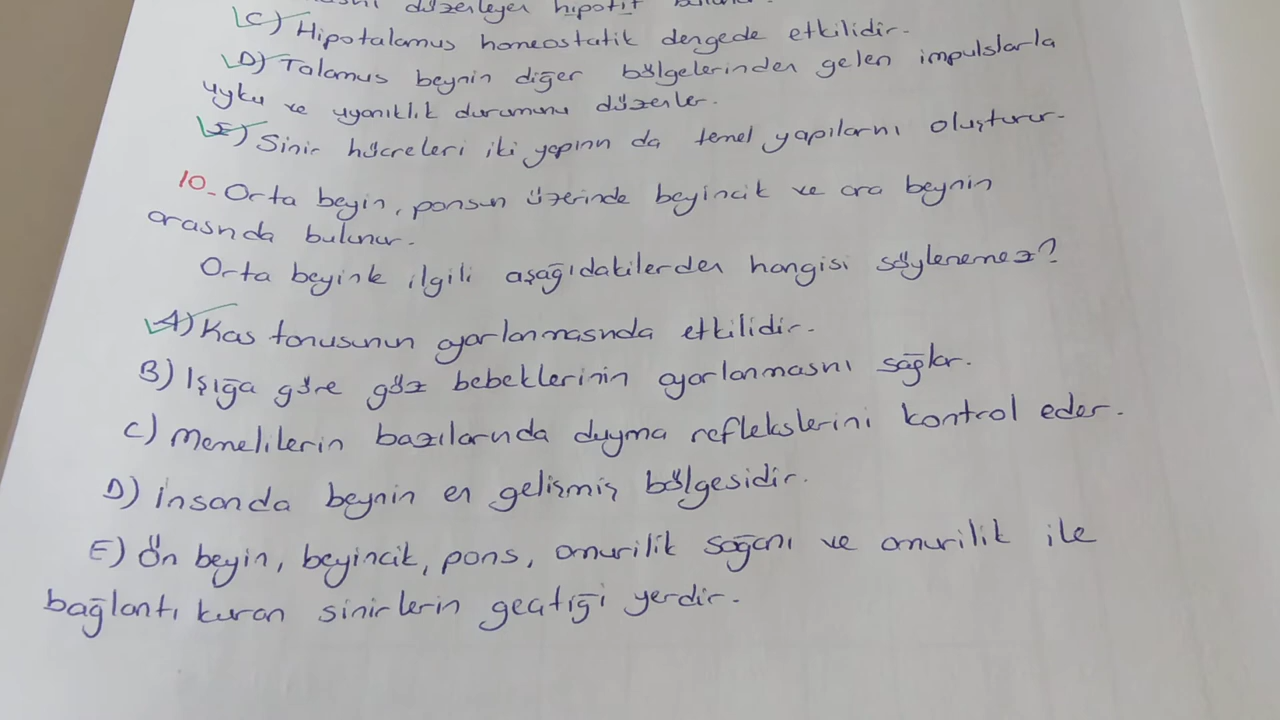 düzenleyen hipofiz
C) Hipotalamus homeostatik dengede etkilidir.
D) Talamus beynin diğer bölgelerinden gelen impulslarla
uyku ve uyanıklık durumunu düzenler.
E) Sinir hücreleri iki yapının da temel yapılarnı oluşturur.
10- Orta beyin, ponsun üzerinde beyincik ve ara beynin
arasında bulunur.
Orta beyinle ilgili aşağıdakilerden hangisi söylenemez?
A) Kas tonusunun ayarlanmasında etkilidir.
B) Işığa göre göz bebeklerinin ayarlanmasını sağlar.
C) Memelilerin bazılarında duyma reflekslerini kontrol eder.
D) İnsanda beynin en gelişmiş bölgesidir.
E) Ön beyin, beyincik, pons, omurilik soğanı ve omurilik ile
bağlantı kuran sinirlerin geçtiği yerdir.